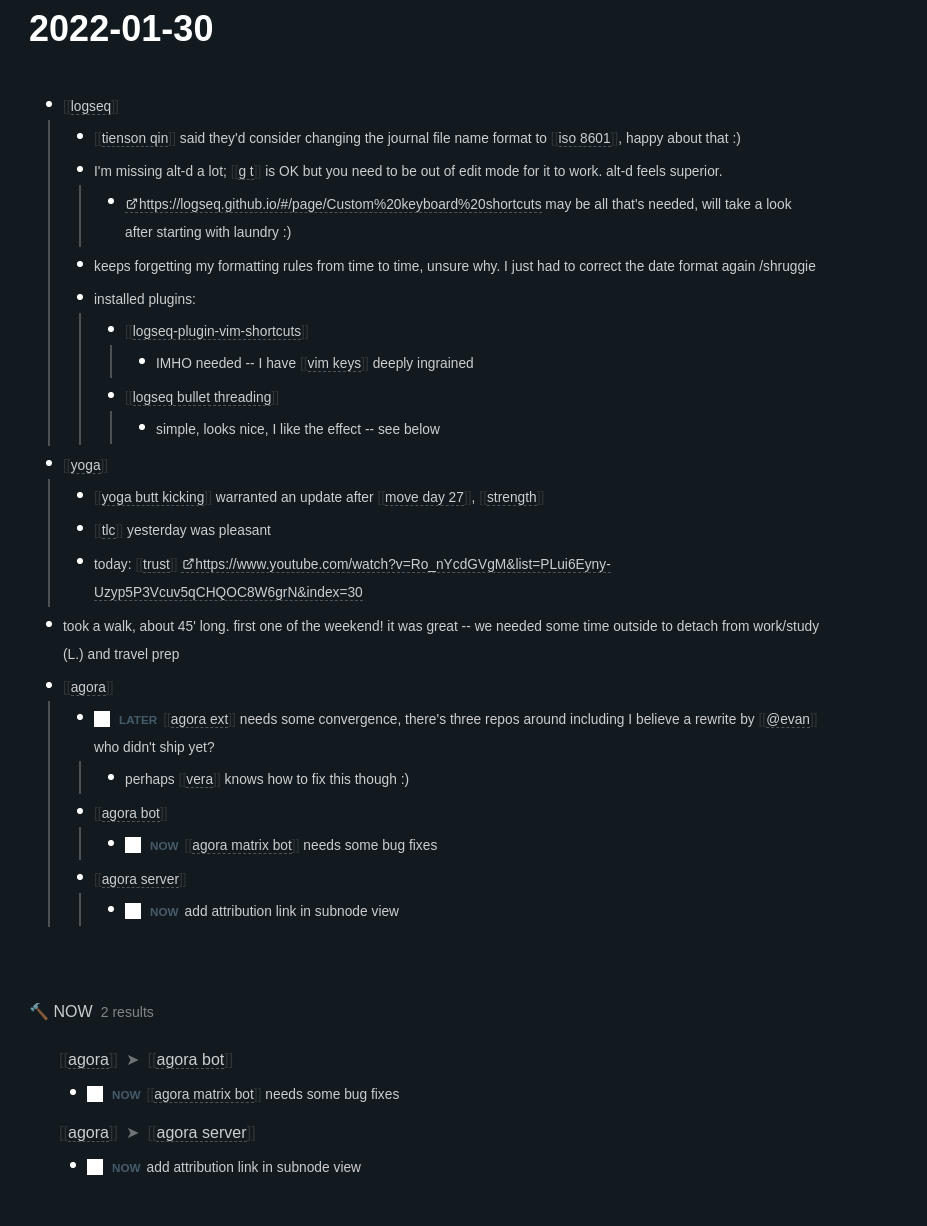 2022-01-30
[[logseq]]
[[tienson qin]] said they'd consider changing the journal file name format to [[iso 8601]], happy about that :)
I'm missing alt-d a lot; [[g t]] is OK but you need to be out of edit mode for it to work. alt-d feels superior.
https://logseq.github.io/#/page/Custom%20keyboard%20shortcuts may be all that's needed, will take a look
after starting with laundry :)
keeps forgetting my formatting rules from time to time, unsure why. I just had to correct the date format again /shruggie
installed plugins:
[[logseq-plugin-vim-shortcuts]]
IMHO needed -- I have [[vim keys]] deeply ingrained
[[logseq bullet threading]]
simple, looks nice, I like the effect -- see below
[[yoga]]
[[yoga butt kicking]] warranted an update after [[move day 27]], [[strength]]
[[tlc]] yesterday was pleasant
today: [[trust]] https://www.youtube.com/watch?v=Ro_nYcdGVgM&list=PLui6Eyny-
Uzyp5P3Vcuv5qCHQOC8W6grN&index=30
took a walk, about 45' long. first one of the weekend! it was great -- we needed some time outside to detach from work/study
(L.) and travel prep
[[agora]]
LATER [[agora ext]] needs some convergence, there's three repos around including I believe a rewrite by [[@evan]]
who didn't ship yet?
perhaps [[vera]] knows how to fix this though :)
[[agora bot]]
NOW [[agora matrix bot]] needs some bug fixes
[[agora server]]
NOW add attribution link in subnode view
🔨 NOW 2 results
[[agora]] ➤ [[agora bot]]
NOW [[agora matrix bot]] needs some bug fixes
[[agora]] ➤ [[agora server]]
NOW add attribution link in subnode view